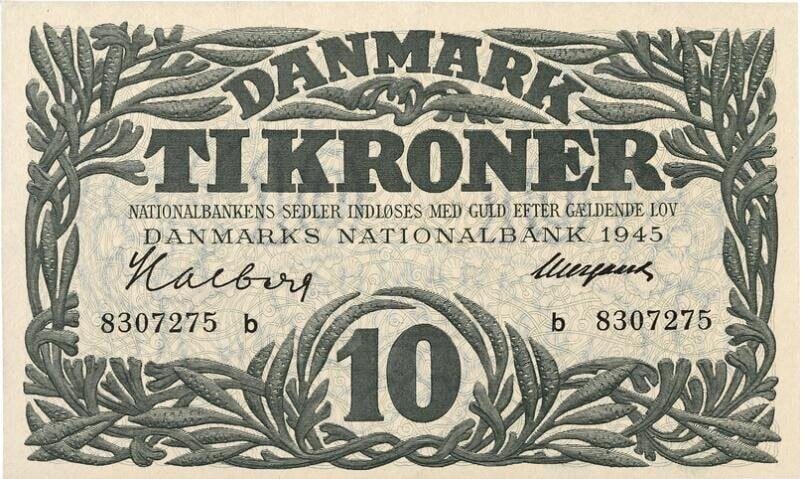 DANMARK
TI KRONER
NATIONALBANKENS SEDLER INDLØSES MED GULD EFTER GÆLDENDE LOV
DANMARKS NATIONALBANK 1945
8307275 b b 8307275
10